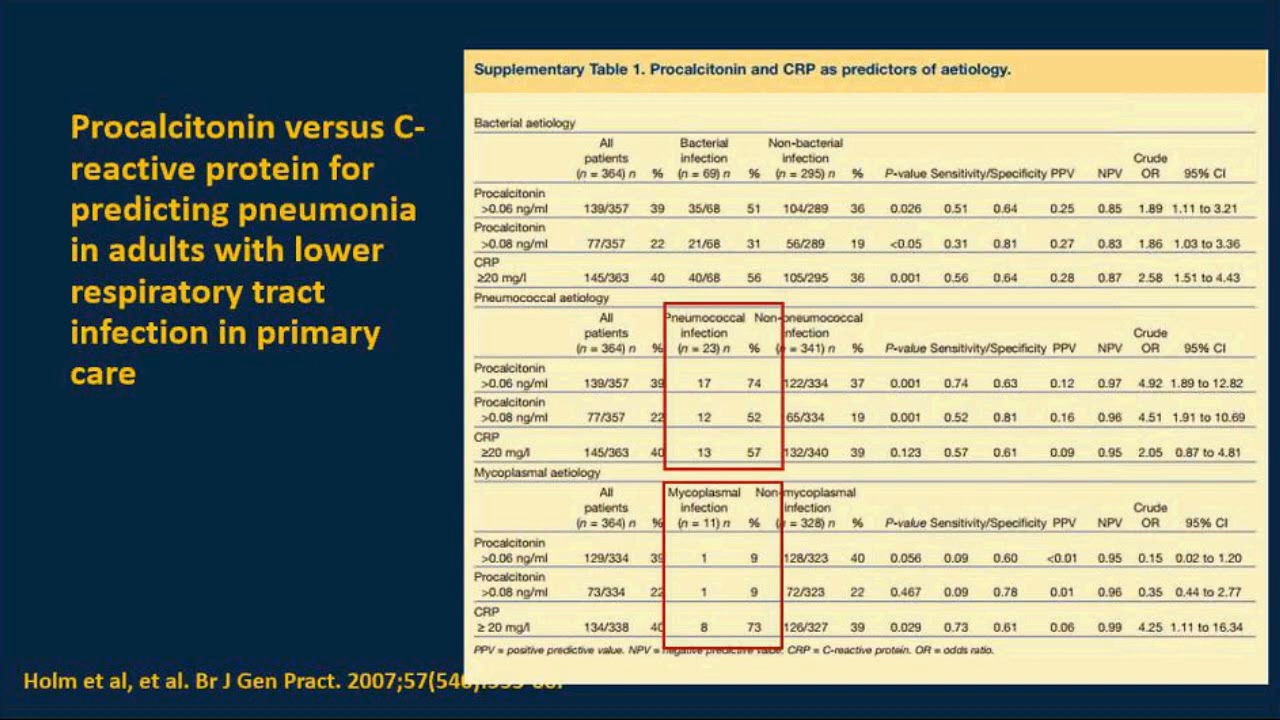 Procalcitonin versus C-
reactive protein for
predicting pneumonia
in adults with lower
respiratory tract
infection in primary
care
Supplementary Table 1. Procalcitonin and CRP as predictors of aetiology.
Bacterial aetiology
All patients (n = 364) n % Bacterial infection (n = 69) n % Non-bacterial infection (n = 295) n % P-value Sensitivity/Specificity PPV NPV Crude OR 95% CI
Procalcitonin
>0.06 ng/ml 139/357 39 35/68 51 104/289 36 0.026 0.51 0.64 0.25 0.85 1.89 1.11 to 3.21
Procalcitonin
>0.08 ng/ml 77/357 22 21/68 31 56/289 19 <0.05 0.31 0.81 0.27 0.83 1.86 1.03 to 3.36
CRP
≥20 mg/l 145/363 40 40/68 56 105/295 36 0.001 0.56 0.64 0.28 0.87 2.58 1.51 to 4.43
Pneumococcal aetiology
All patients (n = 364) n % Pneumococcal infection (n = 23) n % Non-pneumococcal infection (n = 341) n % P-value Sensitivity/Specificity PPV NPV Crude OR 95% CI
Procalcitonin
>0.06 ng/ml 139/357 39 17 74 122/334 37 0.001 0.74 0.63 0.12 0.97 4.92 1.89 to 12.82
Procalcitonin
>0.08 ng/ml 77/357 22 12 52 65/334 19 0.001 0.52 0.81 0.16 0.96 4.51 1.91 to 10.69
CRP
≥20 mg/l 145/363 40 13 57 132/340 39 0.123 0.57 0.61 0.09 0.95 2.05 0.87 to 4.81
Mycoplasmal aetiology
All patients (n = 364) n % Mycoplasmal infection (n = 11) n % Non-mycoplasmal infection (n = 328) n % P-value Sensitivity/Specificity PPV NPV Crude OR 95% CI
Procalcitonin
>0.06 ng/ml 129/334 39 1 9 128/323 40 0.056 0.09 0.60 <0.01 0.95 0.15 0.02 to 1.20
Procalcitonin
>0.08 ng/ml 73/334 22 1 9 72/323 22 0.467 0.09 0.78 0.01 0.96 0.35 0.44 to 2.77
CRP
≥ 20 mg/l 134/338 40 8 73 126/327 39 0.029 0.73 0.61 0.06 0.99 4.25 1.11 to 16.34
PPV = positive predictive value. NPV = negative predictive value. CRP = C-reactive protein. OR = odds ratio.
Holm et al, et al. Br J Gen Pract. 2007;57(540